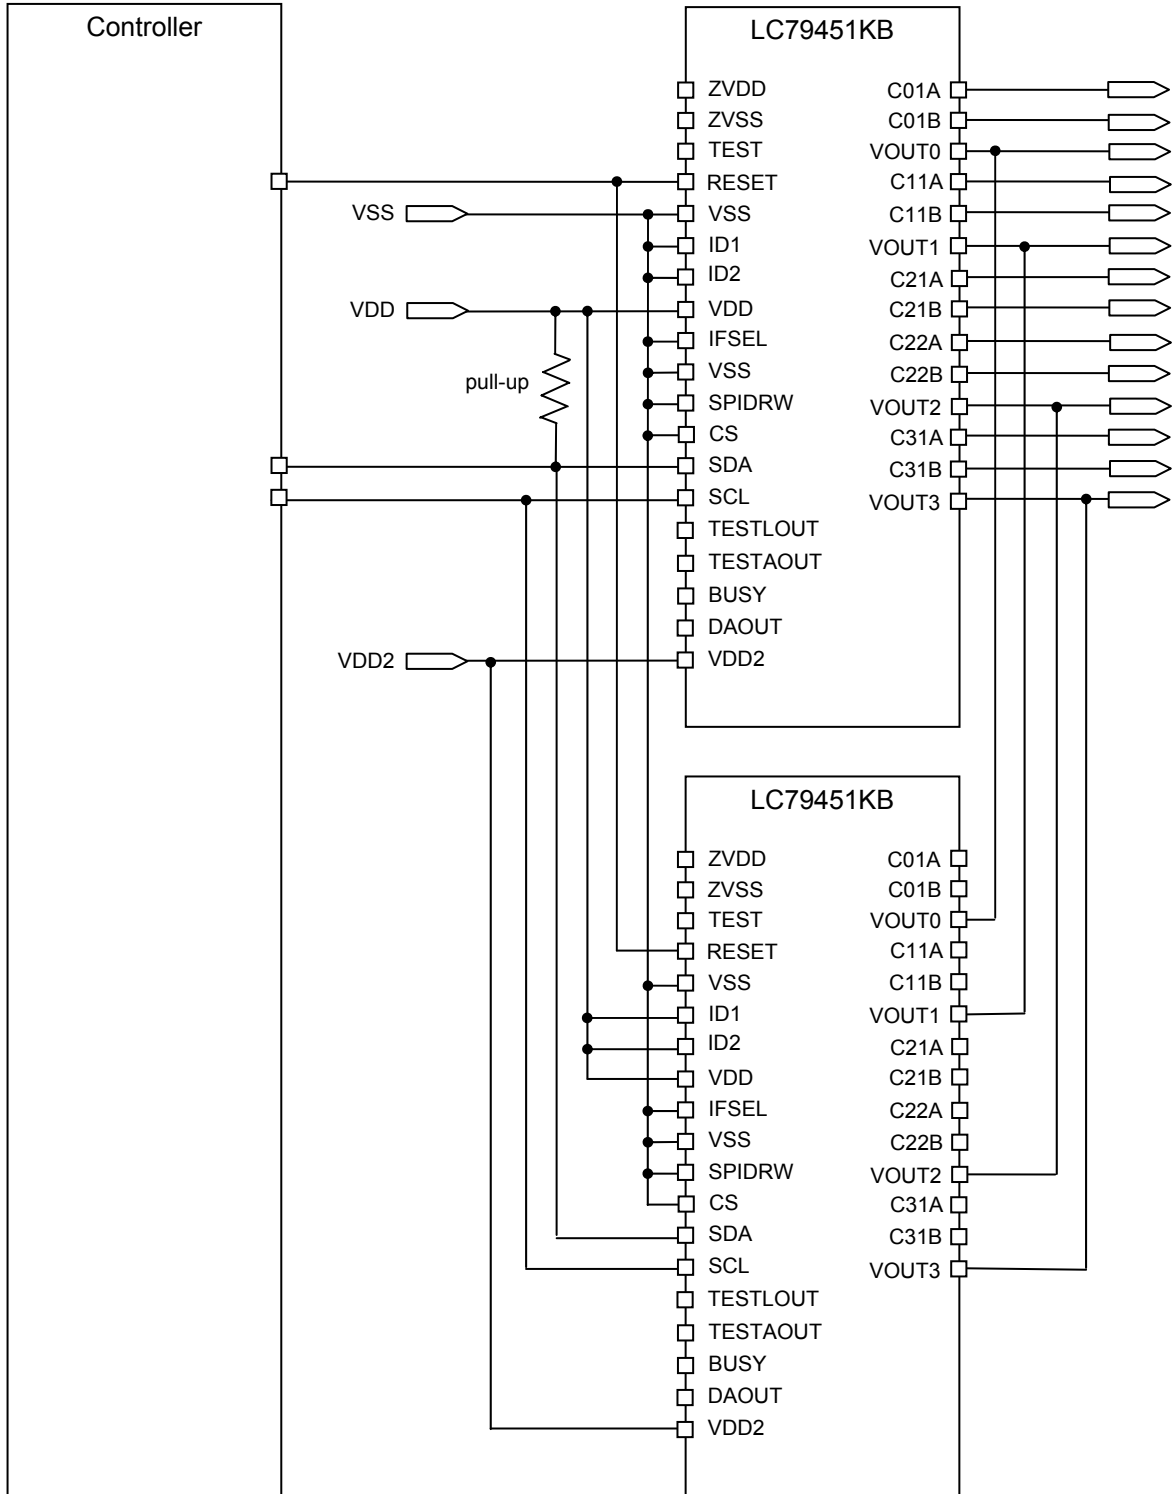 Controller
LC79451KB
ZVDD
C01A
ZVSS
C01B
TEST
VOUT0
RESET
C11A
VSS
VSS
C11B
ID1
VOUT1
ID2
C21A
VDD
VDD
C21B
IFSEL
C22A
pull-up
VSS
C22B
SPIDRW
VOUT2
CS
C31A
SDA
C31B
SCL
VOUT3
TESTLOUT
TESTAOUT
BUSY
DAOUT
VDD2
VDD2
LC79451KB
ZVDD
C01A
ZVSS
C01B
TEST
VOUT0
RESET
C11A
VSS
C11B
ID1
VOUT1
ID2
C21A
VDD
C21B
IFSEL
C22A
VSS
C22B
SPIDRW
VOUT2
CS
C31A
SDA
C31B
SCL
VOUT3
TESTLOUT
TESTAOUT
BUSY
DAOUT
VDD2